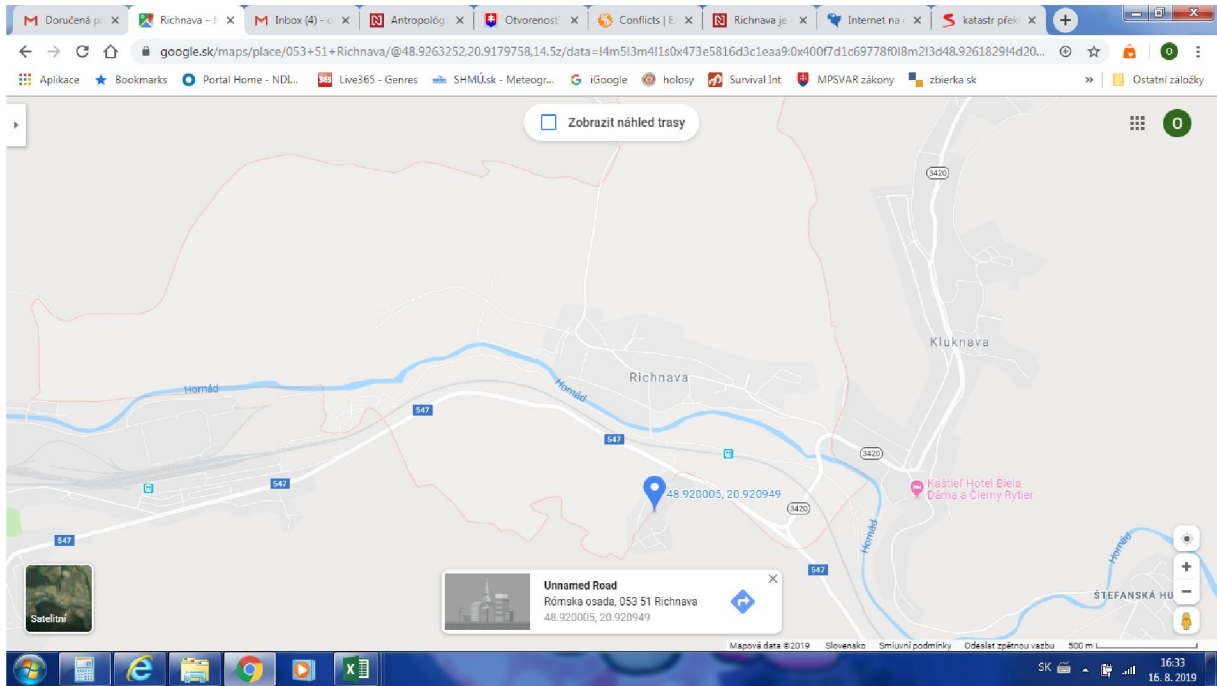 Doručená po
Richnava – M
Inbox (4) - o
Antropológ
Otvorenosť
Conflicts | E
Richnava je
Internet na
katastr přek
google.sk/maps/place/053+51+Richnava/@48.9263252,20.9179758,14.5z/data=!4m5!3m4!1s0x473e5816d3c1eaa9:0x400f7d1c69778f0!8m2!3d48.9261829!4d20...
Aplikace
Bookmarks
Portal Home - NDI...
Live365 - Genres
SHMÚ.sk - Meteogr...
iGoogle
holosy
Survival Int
MPSVAR zákony
zbierka sk
»
Ostatní záložky
Zobrazit náhled trasy
O
3420
Kluknava
Richnava
Hornád
Hornád
547
547
3420
547
48.920005, 20.920949
Kaštieľ Hotel Biela
Dáma a Čierny Rytier
3420
Hornád
547
547
Hornád
ŠTEFANSKÁ HU
Satelitní
Unnamed Road
Rómska osada, 053 51 Richnava
48.920005, 20.920949
Mapová data ©2019 Slovensko Smluvní podmínky Odeslat zpětnou vazbu 500 m
SK
16:33
16. 8. 2019